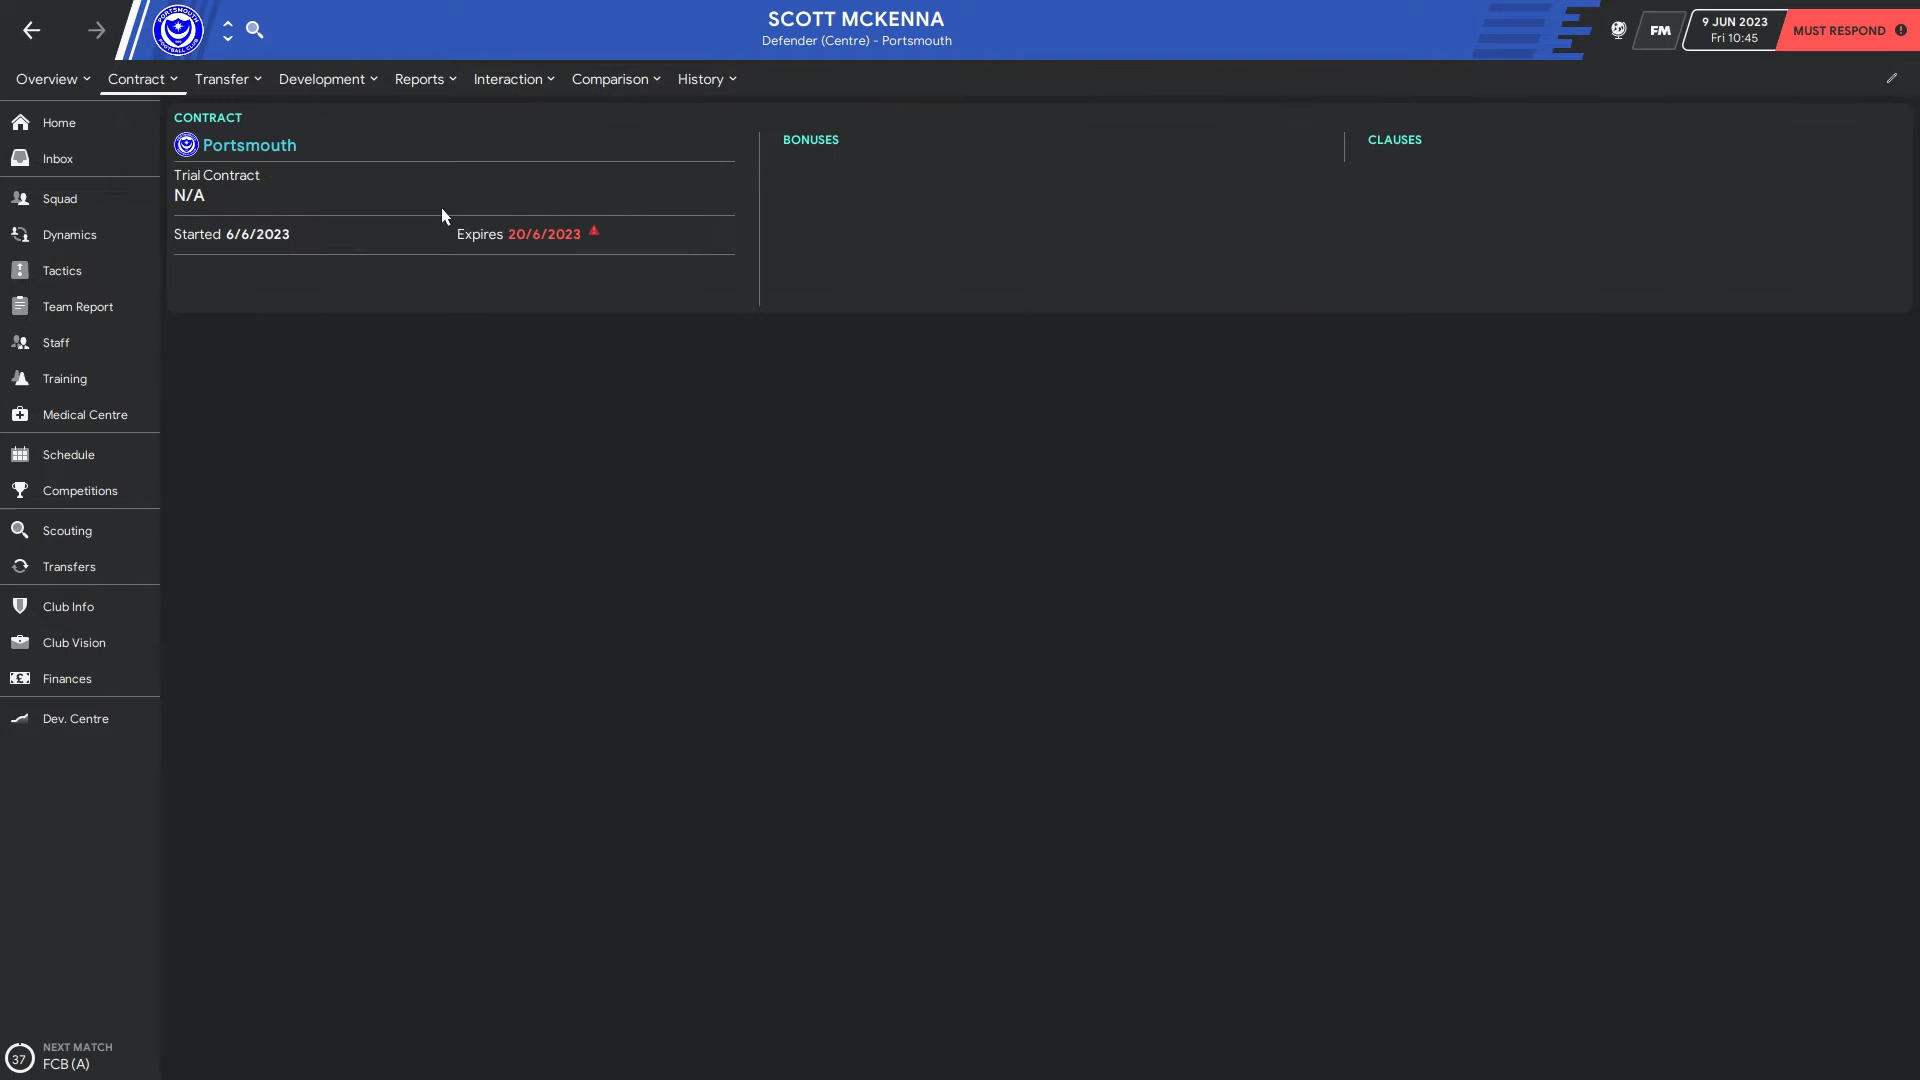 SCOTT MCKENNA
Defender (Centre) - Portsmouth
FM
9 JUN 2023
Fri 10:45
MUST RESPOND
Overview
Contract
Transfer
Development
Reports
Interaction
Comparison
History
Home
Inbox
Squad
Dynamics
Tactics
Team Report
Staff
Training
Medical Centre
Schedule
Competitions
Scouting
Transfers
Club Info
Club Vision
Finances
Dev. Centre
37
NEXT MATCH
FCB (A)
CONTRACT
Portsmouth
Trial Contract
N/A
Started 6/6/2023
Expires 20/6/2023
BONUSES
CLAUSES